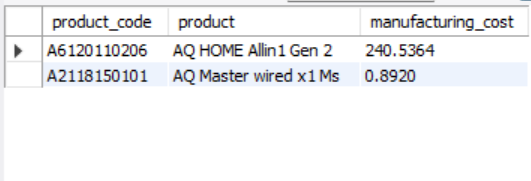 product_code product manufacturing_cost
A6120110206 AQ HOME Allin1 Gen 2 240.5364
A2118150101 AQ Master wired x1 Ms 0.8920